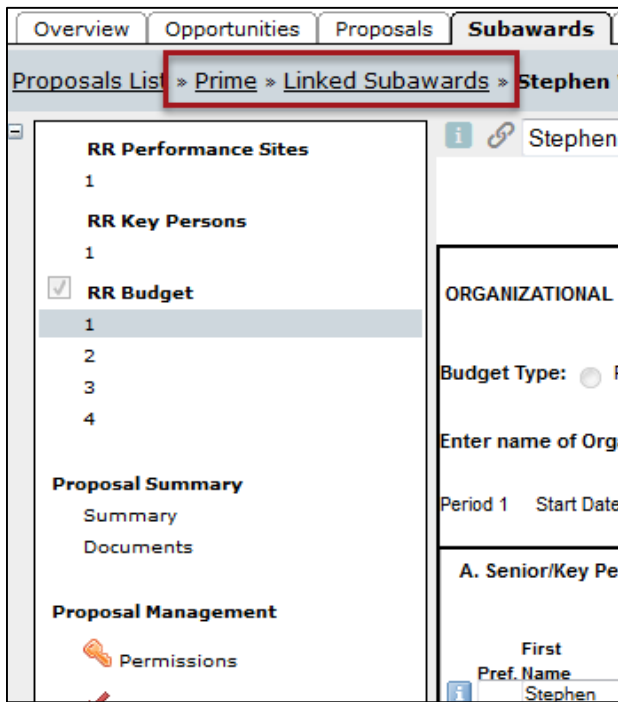 Overview Opportunities Proposals Subawards
Proposals List » Prime » Linked Subawards » Stephen
RR Performance Sites
1
RR Key Persons
1
RR Budget
1
2
3
4
Proposal Summary
Summary
Documents
Proposal Management
Permissions
Stephen
ORGANIZATIONAL
Budget Type:
Enter name of Org
Period 1 Start Date
A. Senior/Key Pe
First
Pref. Name
Stephen